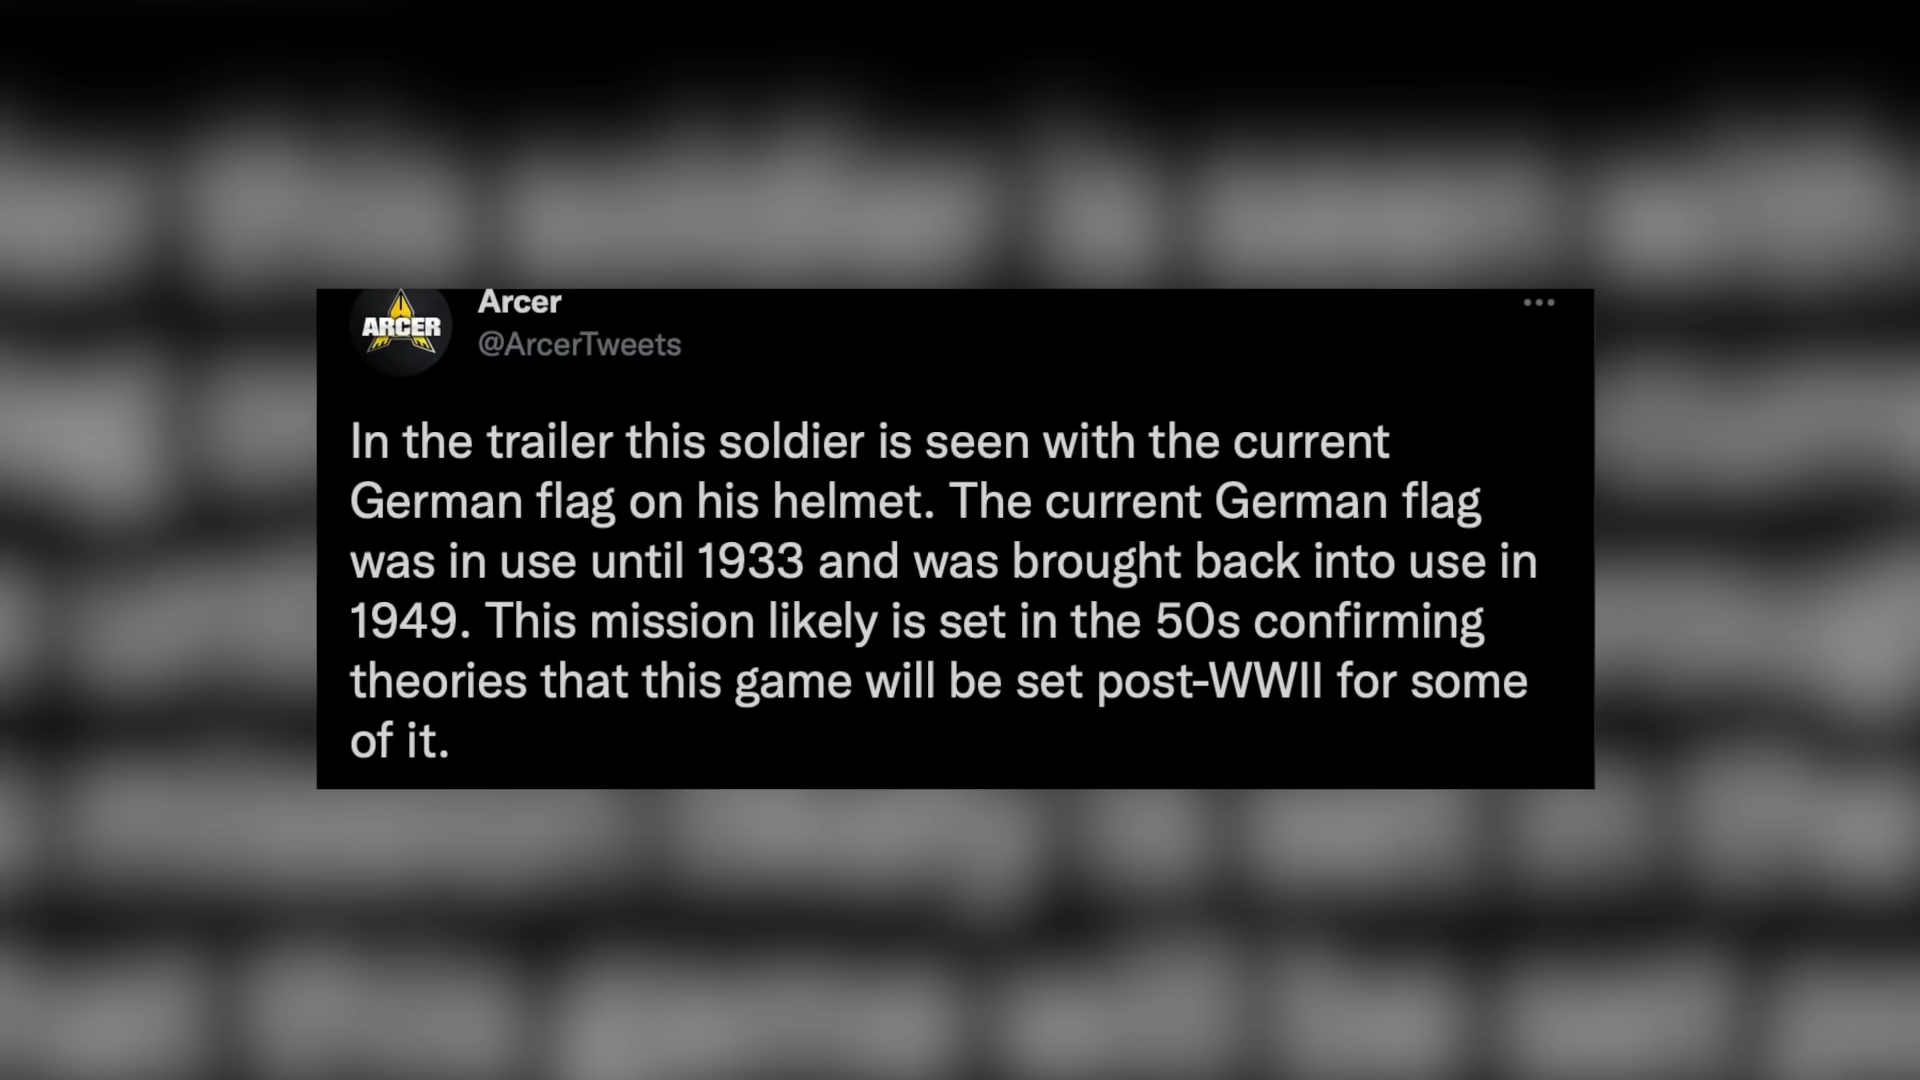 ARCER
Arcer
@ArcerTweets
In the trailer this soldier is seen with the current
German flag on his helmet. The current German flag
was in use until 1933 and was brought back into use in
1949. This mission likely is set in the 50s confirming
theories that this game will be set post-WWII for some
of it.